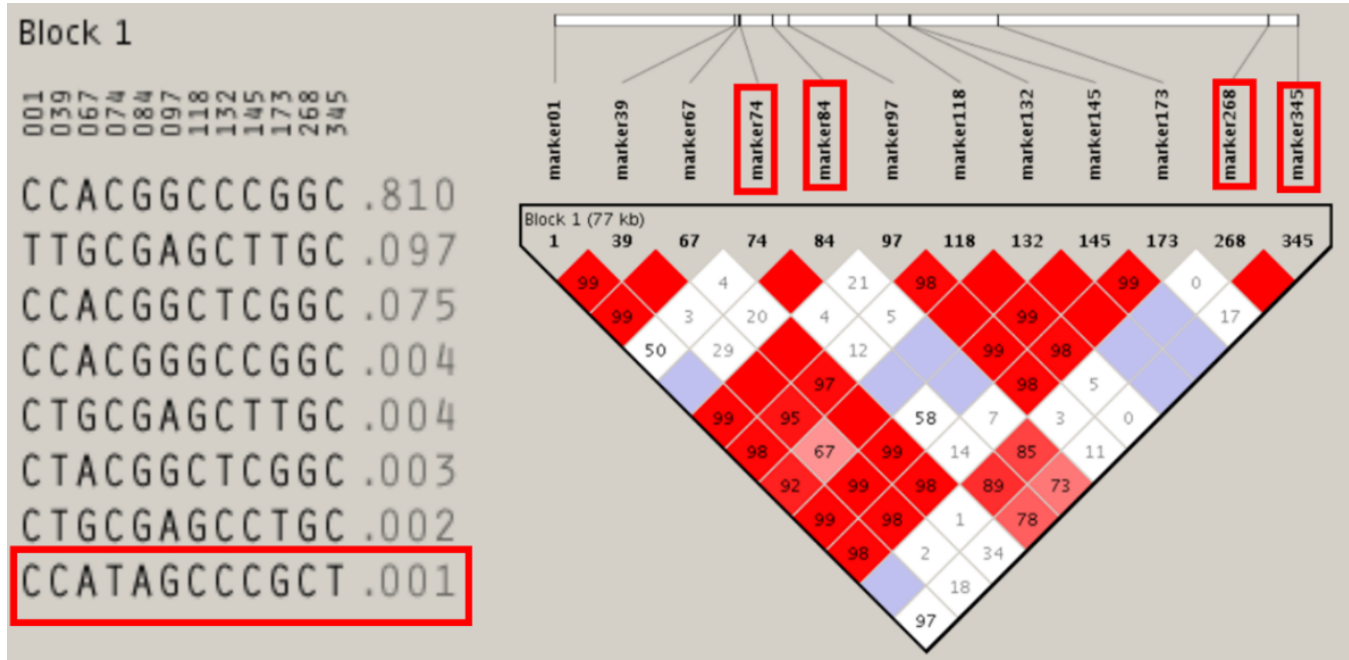 Block 1
001 039 067 074 084 097 118 132 145 173 268 345
CCACGGCCCGGC .810
TTGCGAGCTTGC .097
CCACGGCTCGGC .075
CCACGGGCCGGC .004
CTGCGAGCTTGC .004
CTACGGCTCGGC .003
CTGCGAGCCTGC .002
CCATAGCCCGCT .001
marker01 marker39 marker67 marker74 marker84 marker97 marker118 marker132 marker145 marker173 marker268 marker345
Block 1 (77 kb)
1 39 67 74 84 97 118 132 145 173 268 345
99 4 21 98 99 0
99 3 20 4 5 99 17
50 29 12 99 98
97 98 5
99 95 58 7 3 0
98 67 99 14 85 11
92 99 98 89 73
99 98 1 78
98 2 34
18
97